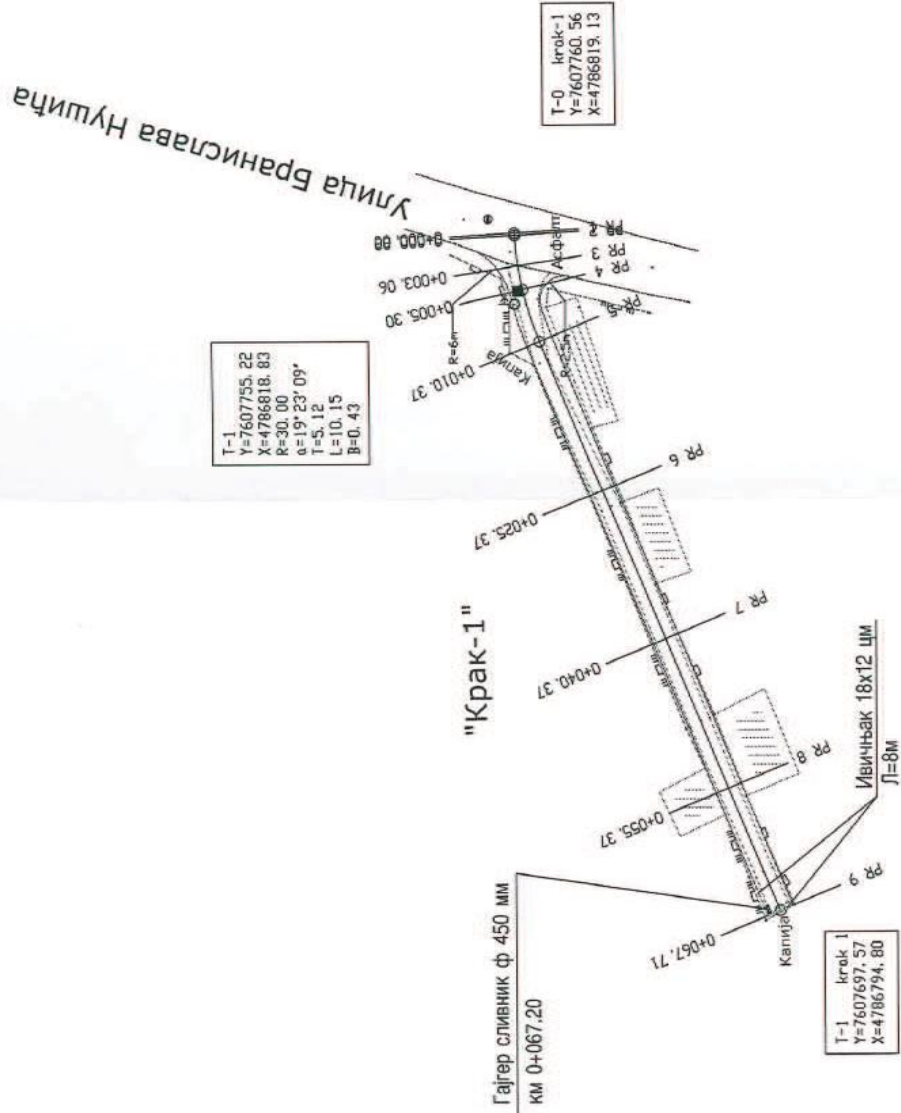 Улица Бранислава Нушића
T-0 krak-1
Y=7607760.56
X=4786819.13
T-1
Y=7607755.22
X=4786818.83
R=30.00
α=19°23'09"
T=5.12
L=10.15
B=0.43
0+003.06
0+005.30
0+010.37
0+025.37
0+040.37
0+055.37
0+067.71
PR 3
PR 4
PR 5
PR 6
PR 7
PR 8
PR 9
R=6m
R=2,5m
Асфалт
Капија
"Крак-1"
Гајгер сливник ф 450 мм
км 0+067.20
Ивичњак 18x12 цм
Л=8м
Капија
T-1 krak 1
Y=7607697.57
X=4786794.80